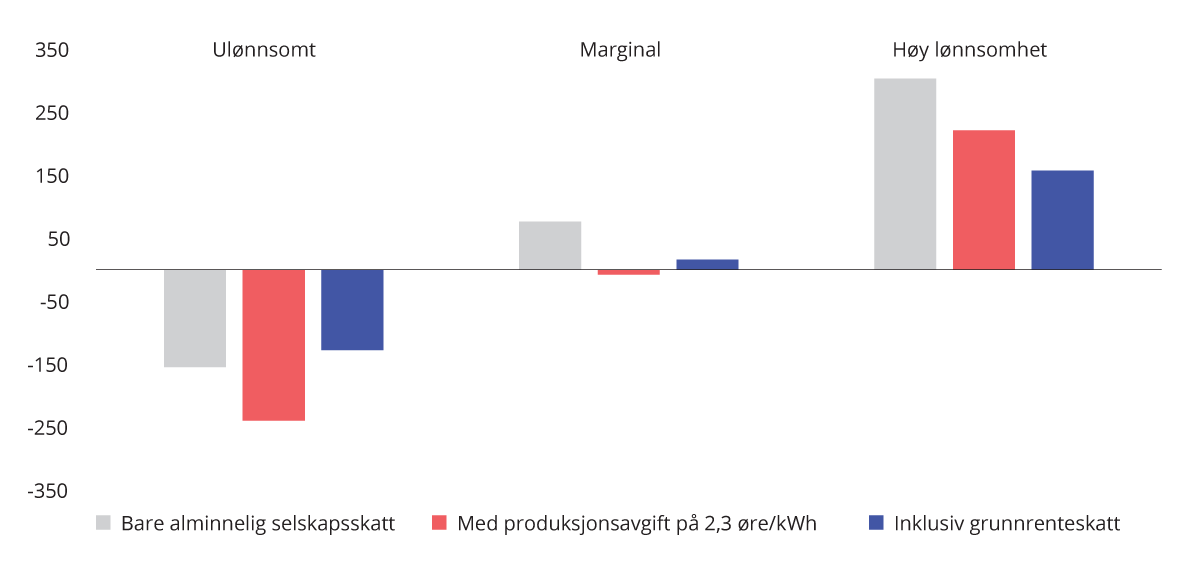 Ulønnsomt
Marginal
Høy lønnsomhet
350
250
150
50
-50
-150
-250
-350
Bare alminnelig selskapsskatt
Med produksjonsavgift på 2,3 øre/kWh
Inklusiv grunnrenteskatt